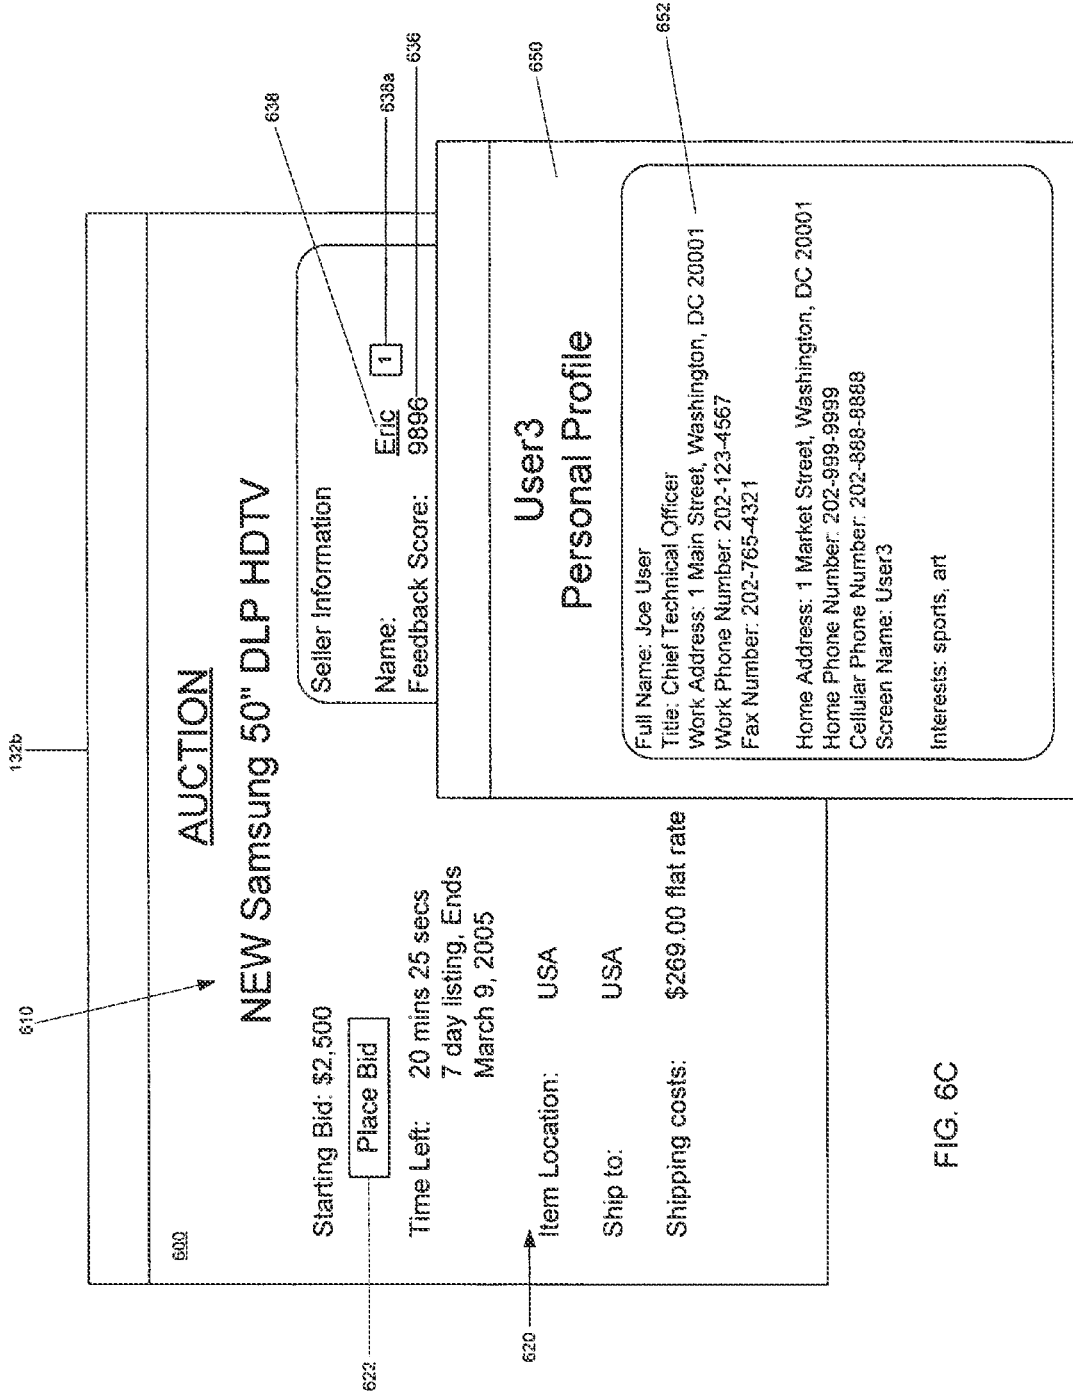 132b
610
600
AUCTION
NEW Samsung 50" DLP HDTV
Starting Bid: $2,500
Place Bid
622
Time Left: 20 mins 25 secs
7 day listing, Ends
March 9, 2005
620
Item Location: USA
Ship to: USA
Shipping costs: $269.00 flat rate
Seller Information
Name: Eric 1
Feedback Score: 9896
638
638a
636
650
User3
Personal Profile
652
Full Name: Joe User
Title: Chief Technical Officer
Work Address: 1 Main Street, Washington, DC 20001
Work Phone Number: 202-123-4567
Fax Number: 202-765-4321
Home Address: 1 Market Street, Washington, DC 20001
Home Phone Number: 202-999-9999
Cellular Phone Number: 202-888-8888
Screen Name: User3
Interests: sports, art
FIG. 6C